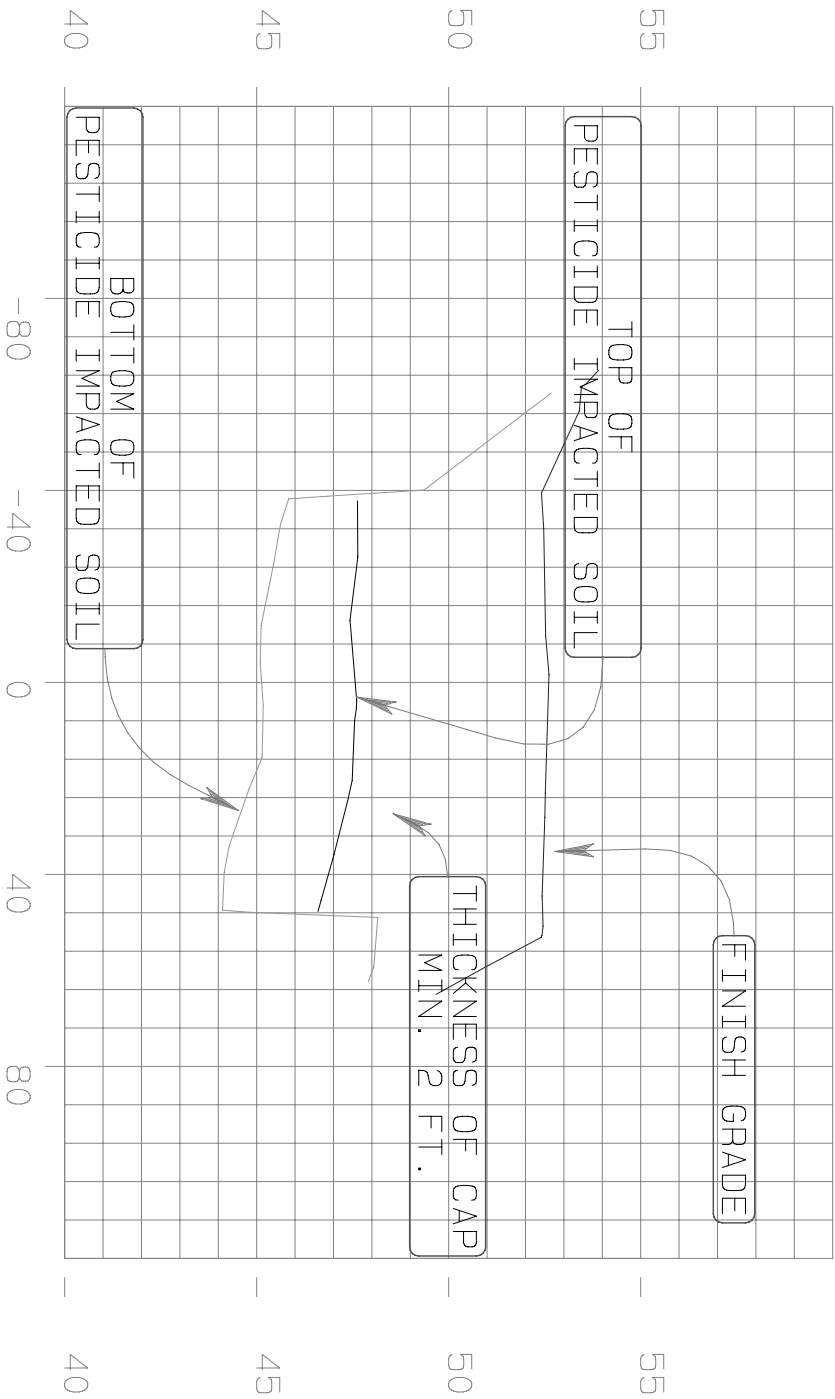 55
50
45
40
55
50
45
40
FINISH GRADE
TOP OF
PESTICIDE IMPACTED SOIL
THICKNESS OF CAP
MIN. 2 FT.
BOTTOM OF
PESTICIDE IMPACTED SOIL
-80
-40
0
40
80